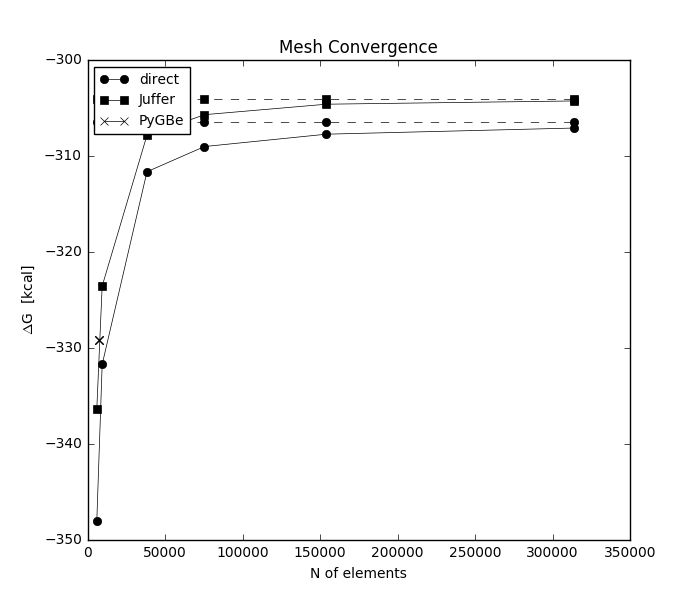 Mesh Convergence
direct
Juffer
PyGBe
−300
−310
−320
−330
−340
−350
ΔG [kcal]
0 50000 100000 150000 200000 250000 300000 350000
N of elements